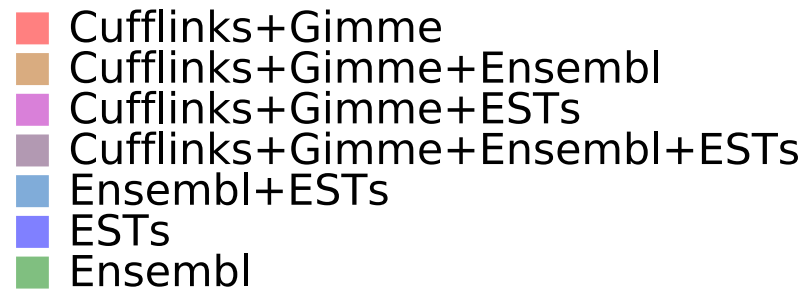 Cufflinks+Gimme
Cufflinks+Gimme+Ensembl
Cufflinks+Gimme+ESTs
Cufflinks+Gimme+Ensembl+ESTs
Ensembl+ESTs
ESTs
Ensembl